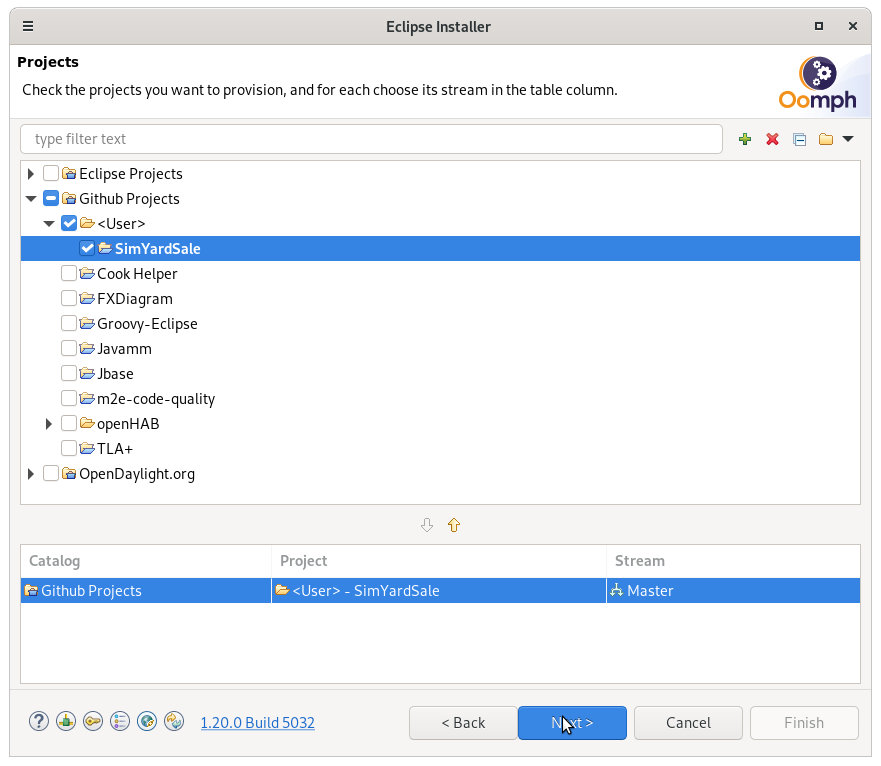 Eclipse Installer
Projects
Check the projects you want to provision, and for each choose its stream in the table column.
Oomph
type filter text
Eclipse Projects
Github Projects
<User>
SimYardSale
Cook Helper
FXDiagram
Groovy-Eclipse
Javamm
Jbase
m2e-code-quality
openHAB
TLA+
OpenDaylight.org
Catalog Project Stream
Github Projects <User> - SimYardSale Master
? 1.20.0 Build 5032 < Back Next > Cancel Finish